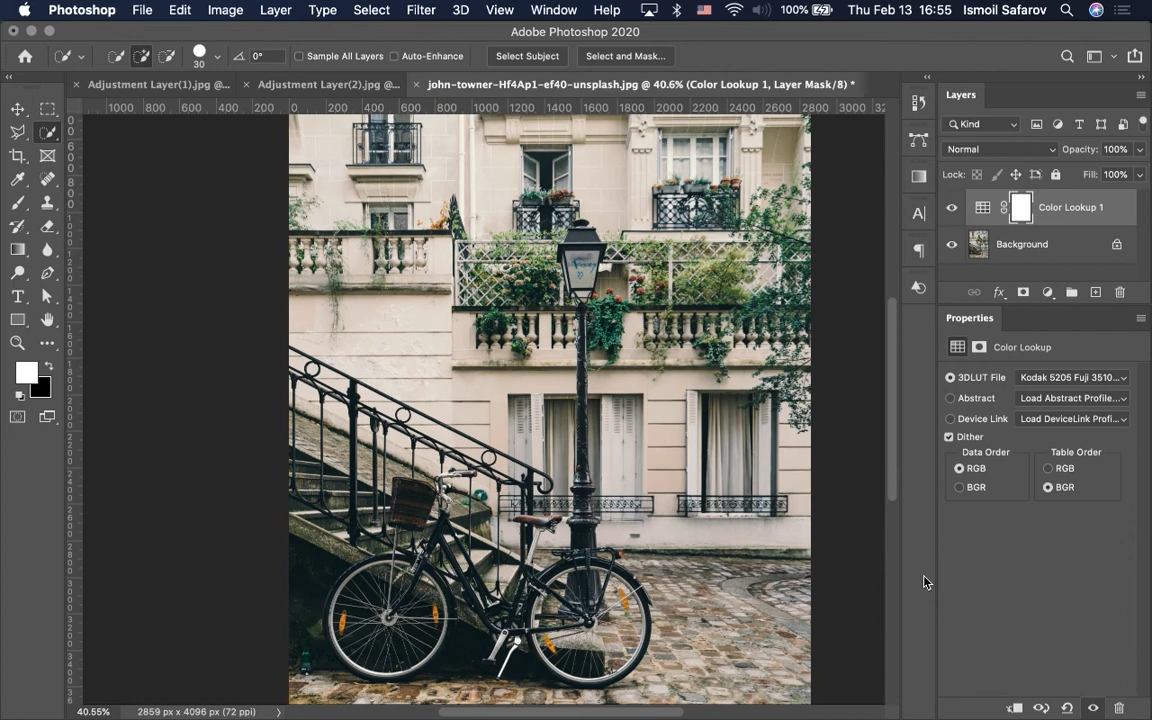 Photoshop File Edit Image Layer Type Select Filter 3D View Window Help 100% Thu Feb 13 16:55 Ismoil Safarov
Adobe Photoshop 2020
30 0° Sample All Layers Auto-Enhance Select Subject Select and Mask...
Adjustment Layer(1).jpg @... Adjustment Layer(2).jpg @... john-towner-Hf4Ap1-ef40-unsplash.jpg @ 40.6% (Color Lookup 1, Layer Mask/8) *
1000 800 600 400 200 0 200 400 600 800 1000 1200 1400 1600 1800 2000 2200 2400 2600 2800 3000 32
Layers
Kind
Normal Opacity: 100%
Lock: Fill: 100%
Color Lookup 1
Background
Properties
Color Lookup
3DLUT File Kodak 5205 Fuji 3510...
Abstract Load Abstract Profile...
Device Link Load DeviceLink Profi...
Dither
Data Order Table Order
RGB RGB
BGR BGR
40.55% 2859 px x 4096 px (72 ppi)